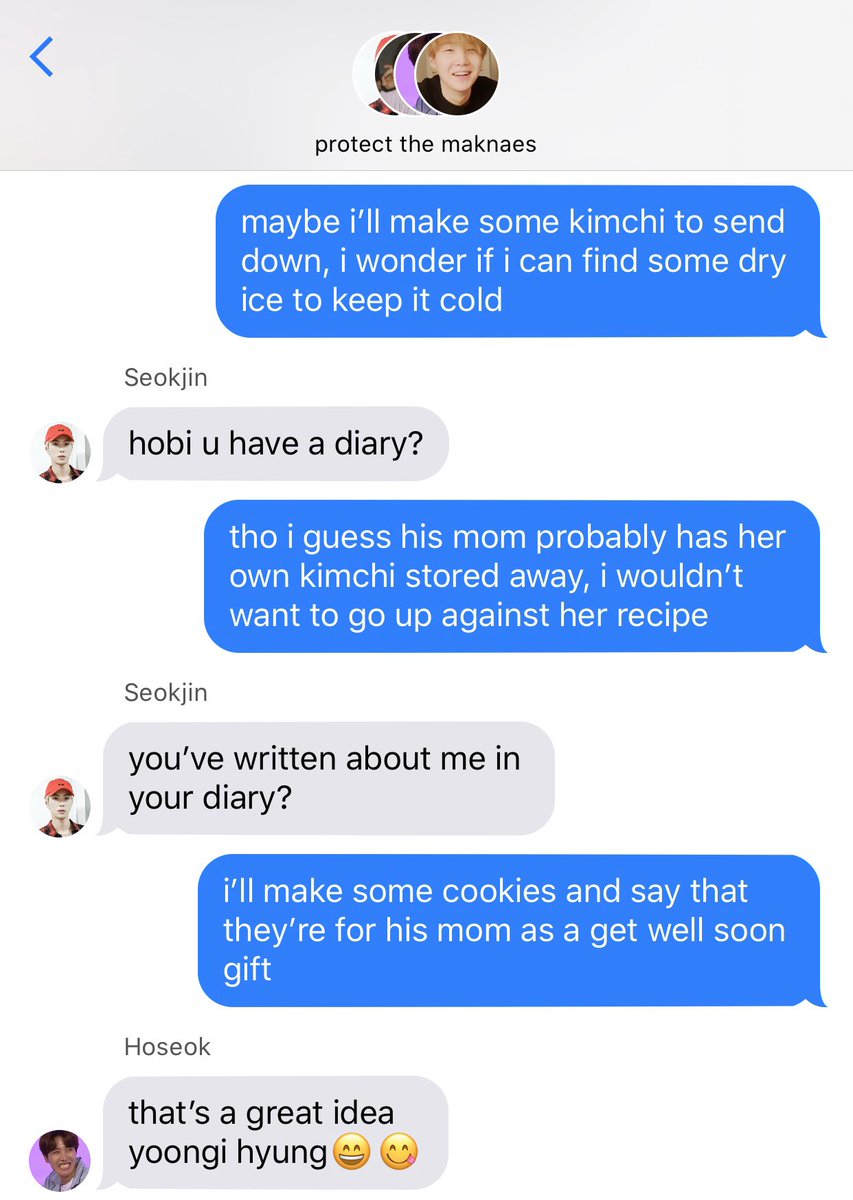 protect the maknaes
maybe i’ll make some kimchi to send
down, i wonder if i can find some dry
ice to keep it cold
Seokjin
hobi u have a diary?
tho i guess his mom probably has her
own kimchi stored away, i wouldn’t
want to go up against her recipe
Seokjin
you’ve written about me in
your diary?
i’ll make some cookies and say that
they’re for his mom as a get well soon
gift
Hoseok
that’s a great idea
yoongi hyung😄 😋